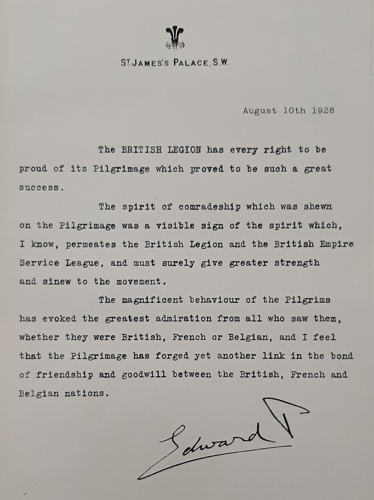 ST JAMES'S PALACE, S.W.
August 10th 1928
The BRITISH LEGION has every right to be
proud of its Pilgrimage which proved to be such a great
success.
The spirit of comradeship which was shewn
on the Pilgrimage was a visible sign of the spirit which,
I know, permeates the British Legion and the British Empire
Service League, and must surely give greater strength
and sinew to the movement.
The magnificent behaviour of the Pilgrims
has evoked the greatest admiration from all who saw them,
whether they were British, French or Belgian, and I feel
that the Pilgrimage has forged yet another link in the bond
of friendship and goodwill between the British, French and
Belgian nations.
Edward P